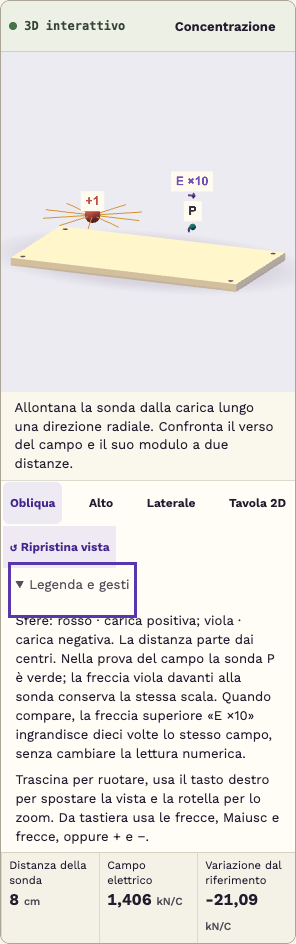 3D interattivo
Concentrazione
E ×10
+1
P
Allontana la sonda dalla carica lungo
una direzione radiale. Confronta il verso
del campo e il suo modulo a due
distanze.
Obliqua Alto Laterale Tavola 2D
↺ Ripristina vista
▼ Legenda e gesti
Sfere: rosso · carica positiva; viola ·
carica negativa. La distanza parte dai
centri. Nella prova del campo la sonda P
è verde; la freccia viola davanti alla
sonda conserva la stessa scala. Quando
compare, la freccia superiore «E ×10»
ingrandisce dieci volte lo stesso campo,
senza cambiare la lettura numerica.
Trascina per ruotare, usa il tasto destro
per spostare la vista e la rotella per lo
zoom. Da tastiera usa le frecce, Maiusc e
frecce, oppure + e −.
Distanza della
sonda
8 cm
Campo
elettrico
1,406 kN/C
Variazione dal
riferimento
-21,09
kN/C